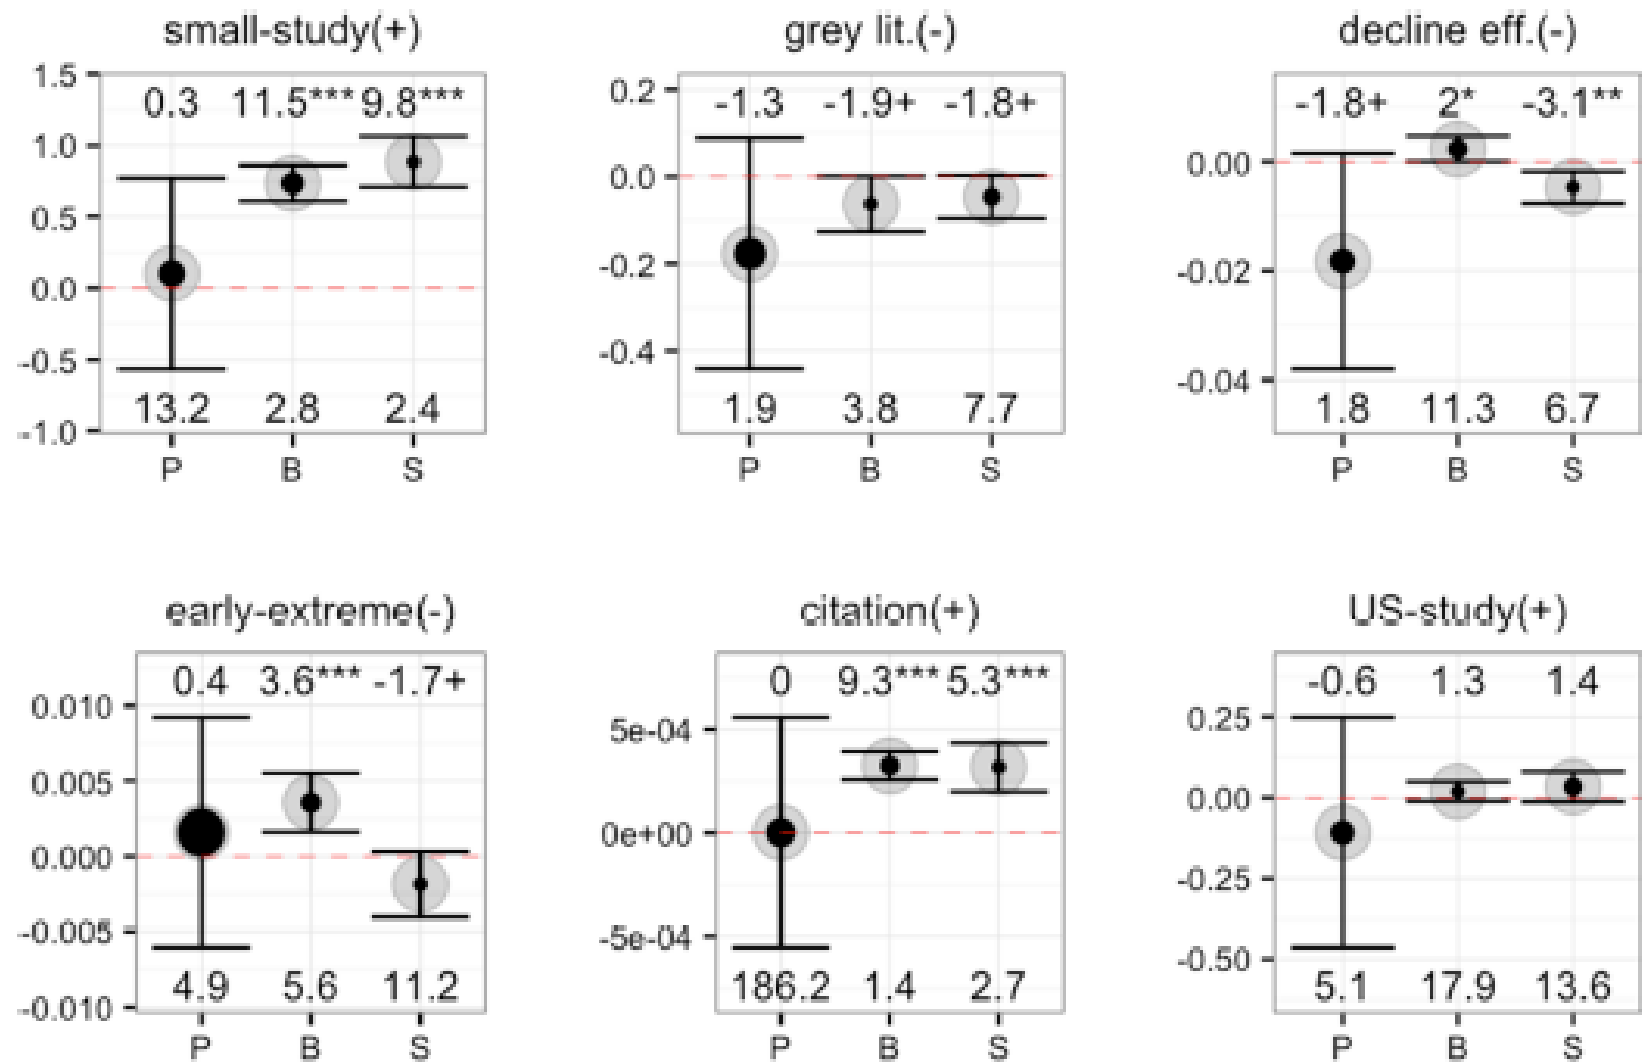 small-study(+)
1.5
1.0
0.5
0.0
-0.5
-1.0
0.3 11.5*** 9.8***
13.2 2.8 2.4
P B S
grey lit.(-)
0.2
0.0
-0.2
-0.4
-1.3 -1.9+ -1.8+
1.9 3.8 7.7
P B S
decline eff.(-)
0.00
-0.02
-0.04
-1.8+ 2* -3.1**
1.8 11.3 6.7
P B S
early-extreme(-)
0.010
0.005
0.000
-0.005
-0.010
0.4 3.6*** -1.7+
4.9 5.6 11.2
P B S
citation(+)
5e-04
0e+00
-5e-04
0 9.3*** 5.3***
186.2 1.4 2.7
P B S
US-study(+)
0.25
0.00
-0.25
-0.50
-0.6 1.3 1.4
5.1 17.9 13.6
P B S